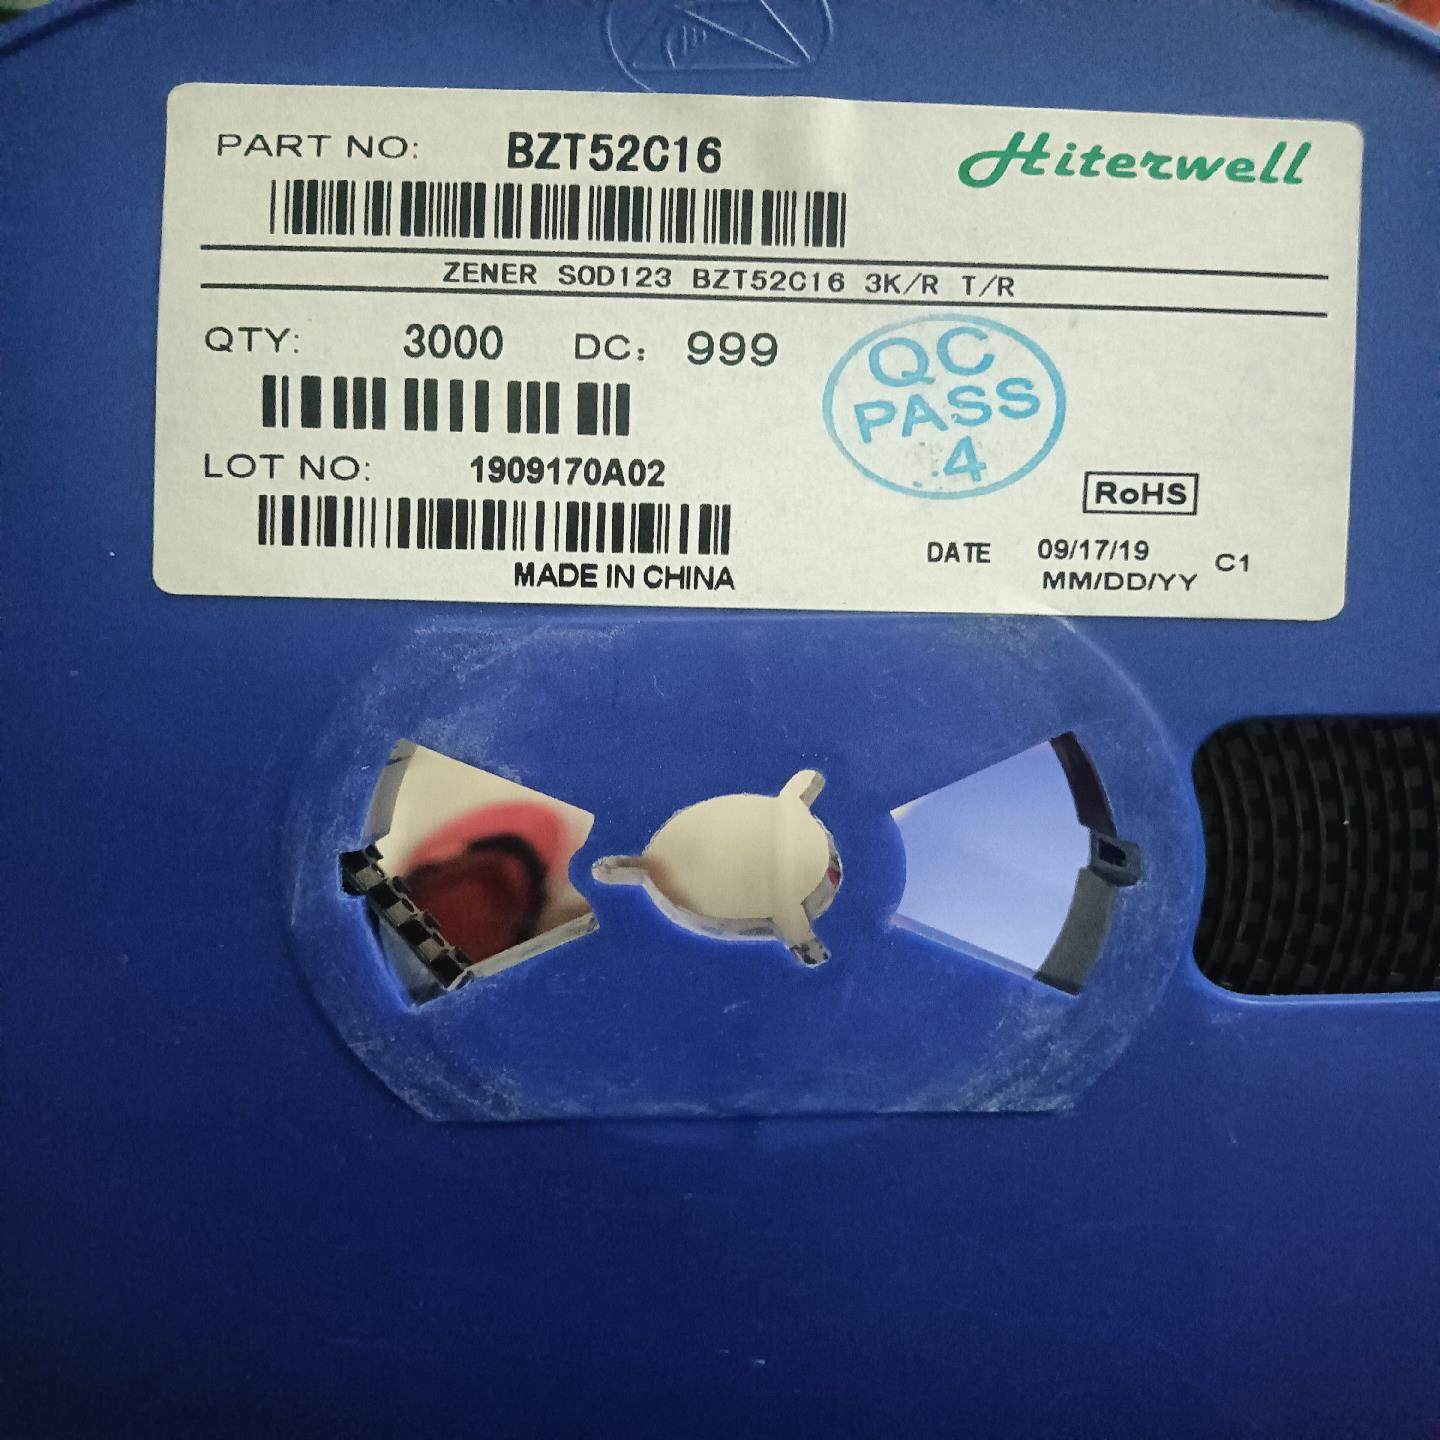 PART NO: BZT52C16
Hiterwell
ZENER SOD123 BZT52C16 3K/R T/R
QTY: 3000 DC: 999
QC
PASS
4
LOT NO: 1909170A02
RoHS
MADE IN CHINA
DATE 09/17/19 C1
MM/DD/YY